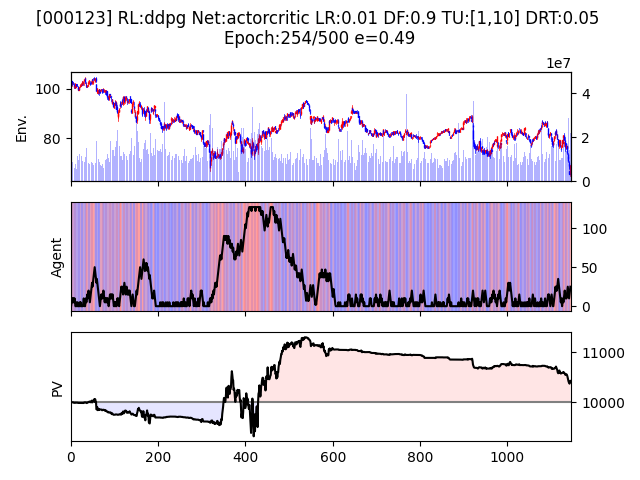 [000123] RL:ddpg Net:actorcritic LR:0.01 DF:0.9 TU:[1,10] DRT:0.05
Epoch:254/500 e=0.49
1e7
Env.
100
80
4
2
0
Agent
100
50
0
PV
11000
10000
0
200
400
600
800
1000